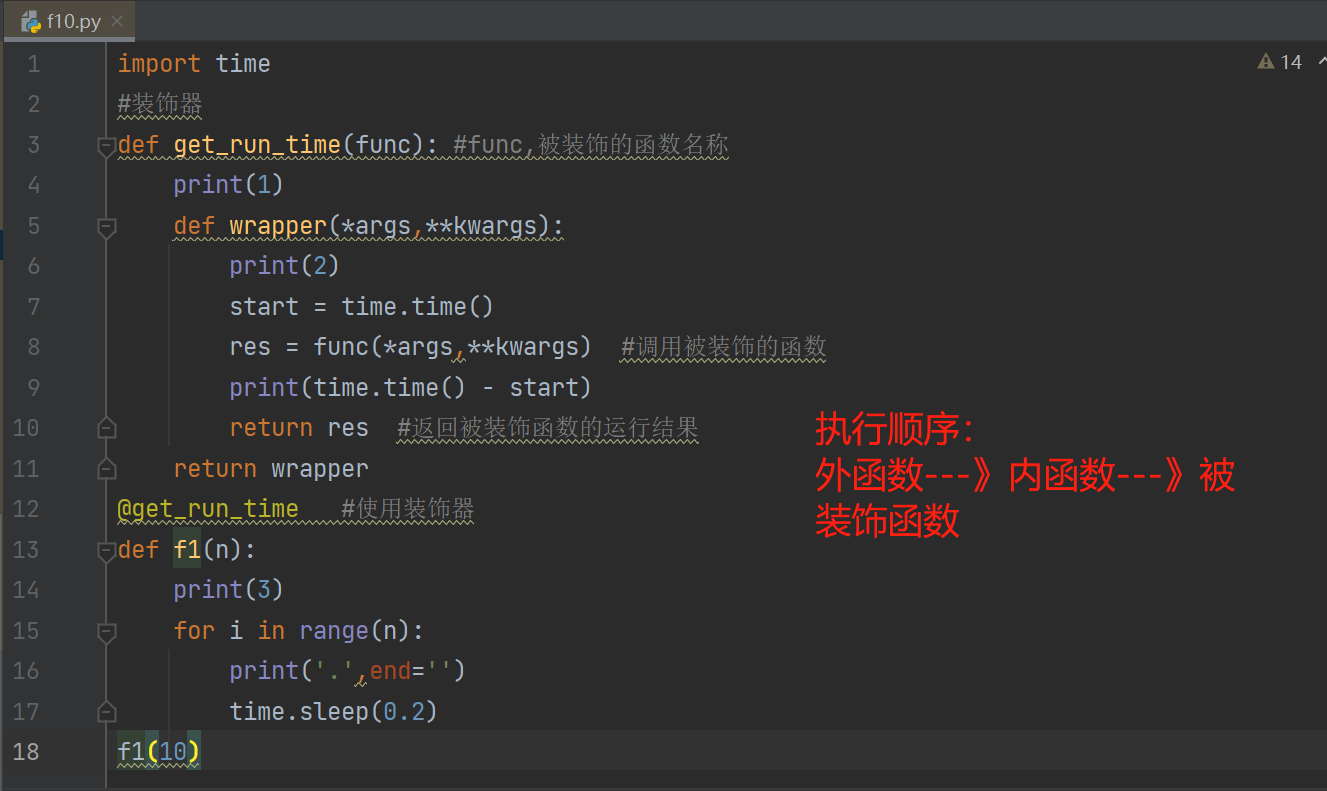 f10.py
14
1 import time
2 #装饰器
3 def get_run_time(func): #func,被装饰的函数名称
4     print(1)
5     def wrapper(*args,**kwargs):
6         print(2)
7         start = time.time()
8         res = func(*args,**kwargs)  #调用被装饰的函数
9         print(time.time() - start)
10         return res  #返回被装饰函数的运行结果
11     return wrapper
12 @get_run_time   #使用装饰器
13 def f1(n):
14     print(3)
15     for i in range(n):
16         print('.',end='')
17         time.sleep(0.2)
18 f1(10)
执行顺序：
外函数---》内函数---》被
装饰函数